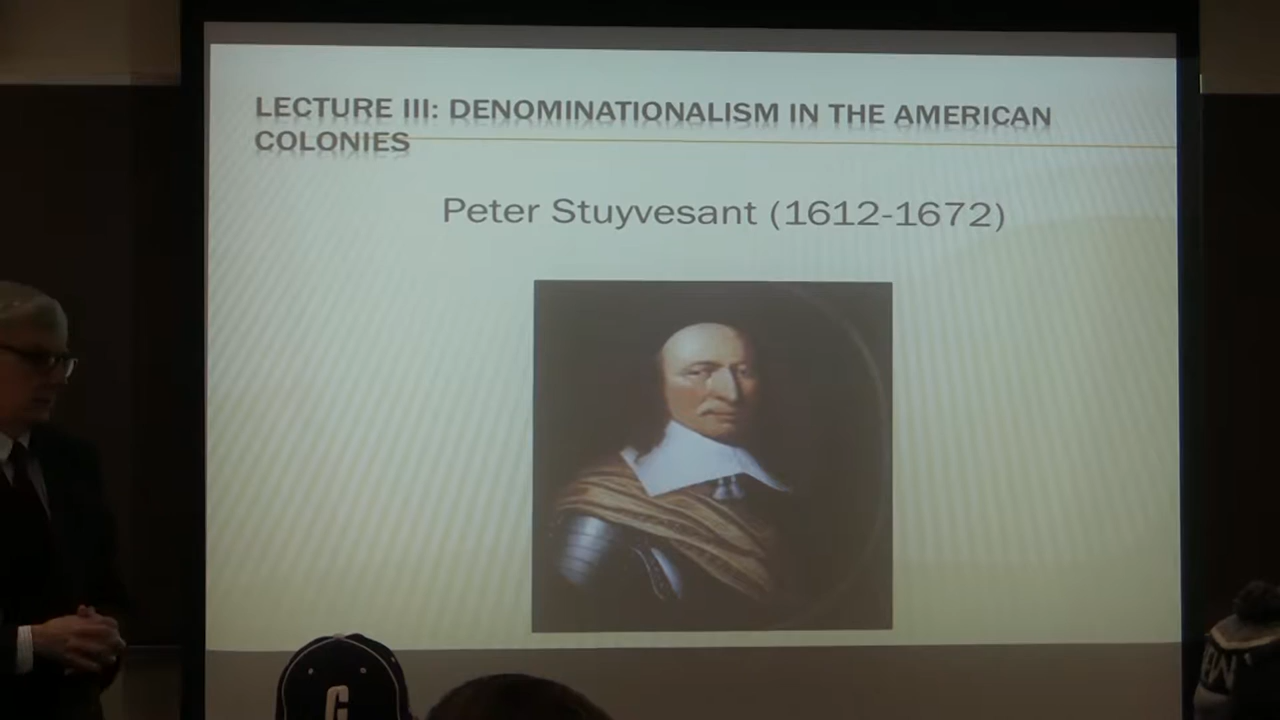 LECTURE III: DENOMINATIONALISM IN THE AMERICAN
COLONIES
Peter Stuyvesant (1612-1672)
G